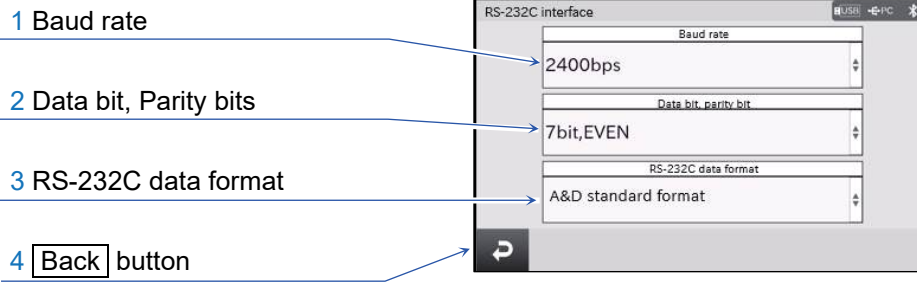 1 Baud rate
2 Data bit, Parity bits
3 RS-232C data format
4 Back button
RS-232C interface
USB PC
Baud rate
2400bps
Data bit, parity bit
7bit,EVEN
RS-232C data format
A&D standard format